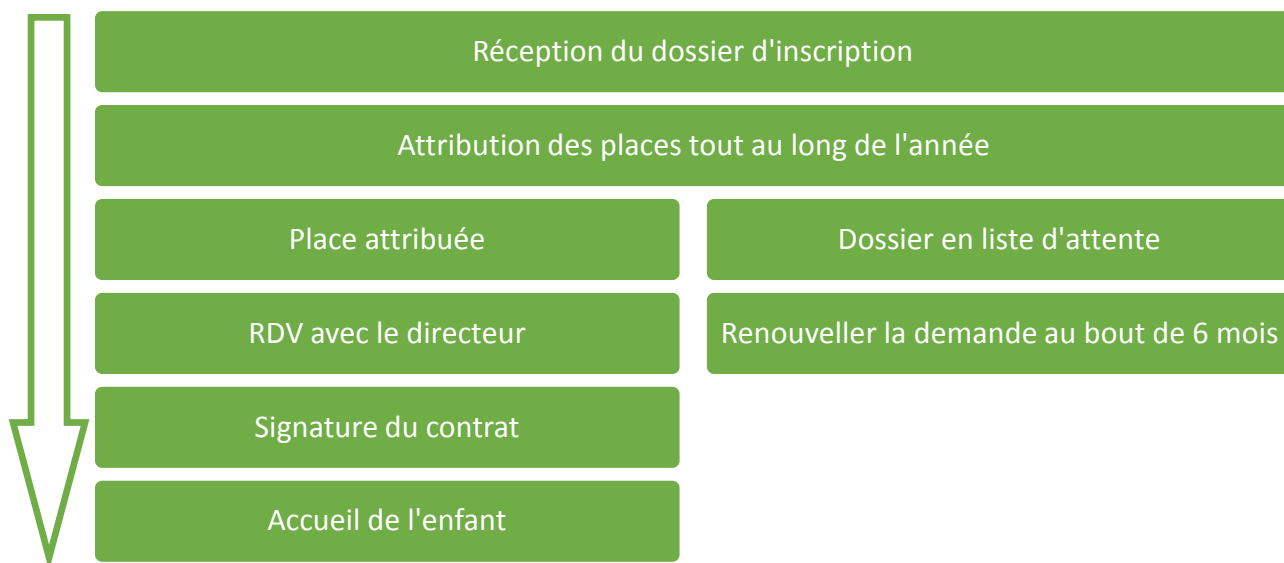 Réception du dossier d'inscription
Attribution des places tout au long de l'année
Place attribuée
Dossier en liste d'attente
RDV avec le directeur
Renouveller la demande au bout de 6 mois
Signature du contrat
Accueil de l'enfant